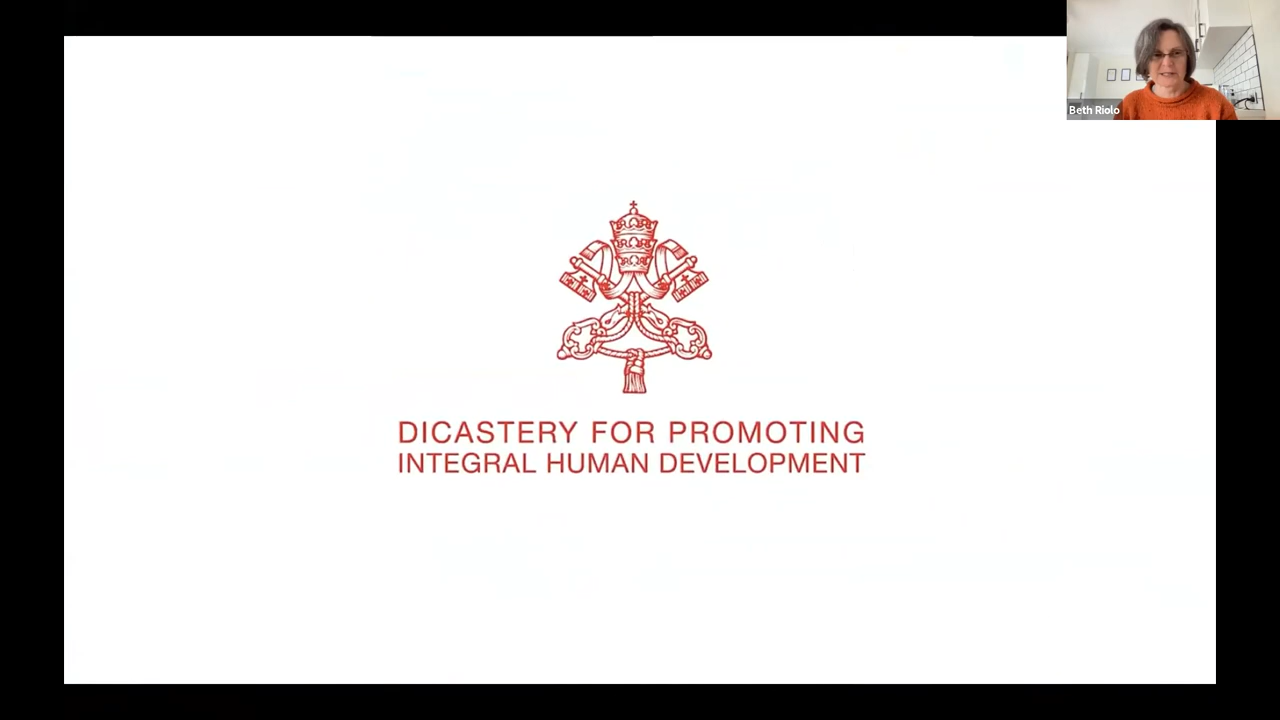 Beth Riolo
DICASTERY FOR PROMOTING
INTEGRAL HUMAN DEVELOPMENT